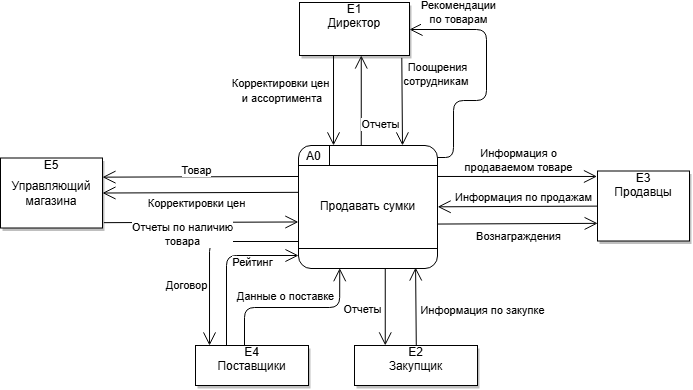 E1
Директор
Рекомендации
по товарам
Корректировки цен
и ассортимента
Поощрения
сотрудникам
Отчеты
A0
Продавать сумки
E5
Управляющий
магазина
Товар
Корректировки цен
Отчеты по наличию
товара
Информация о
продаваемом товаре
E3
Продавцы
Информация по продажам
Вознаграждения
Договор
Рейтинг
Данные о поставке
Отчеты
Информация по закупке
E4
Поставщики
E2
Закупщик